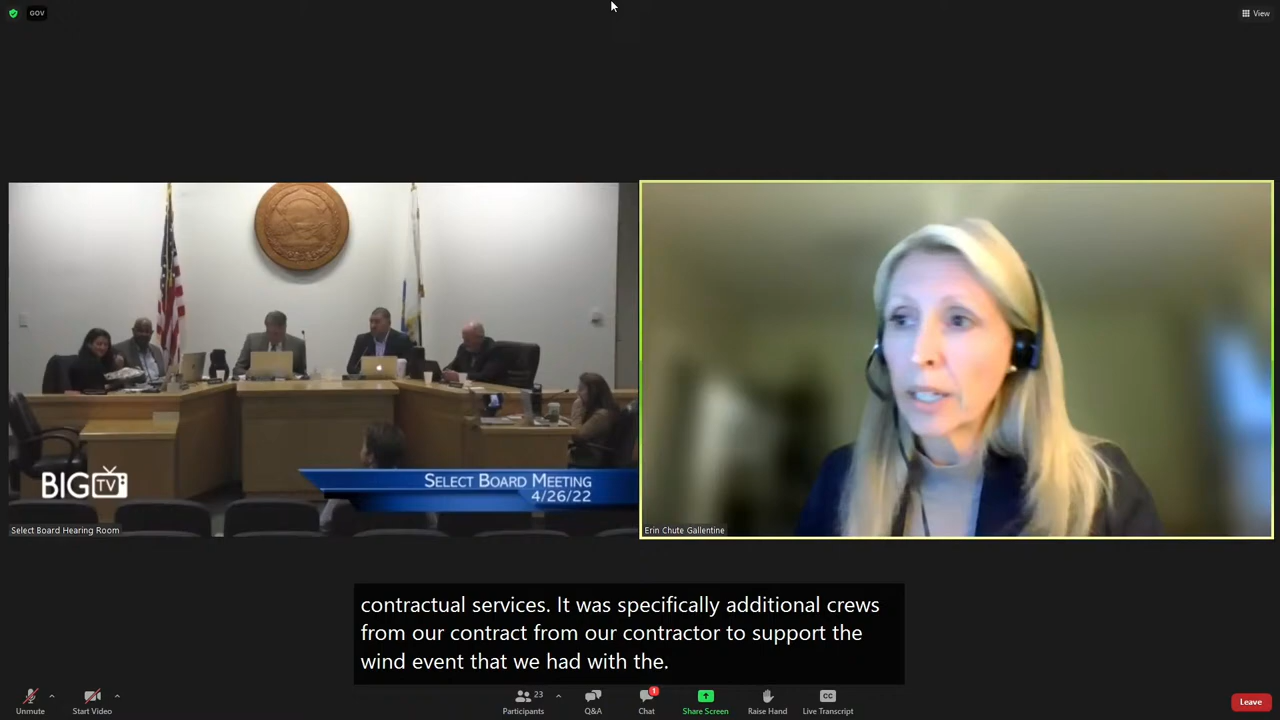 GOV
View
BIG TV
SELECT BOARD MEETING
4/26/22
Select Board Hearing Room
Erin Chute Gallentine
contractual services. It was specifically additional crews
from our contract from our contractor to support the
wind event that we had with the.
Unmute
Start Video
23
Participants
Q&A
1
Chat
Share Screen
Raise Hand
CC
Live Transcript
Leave